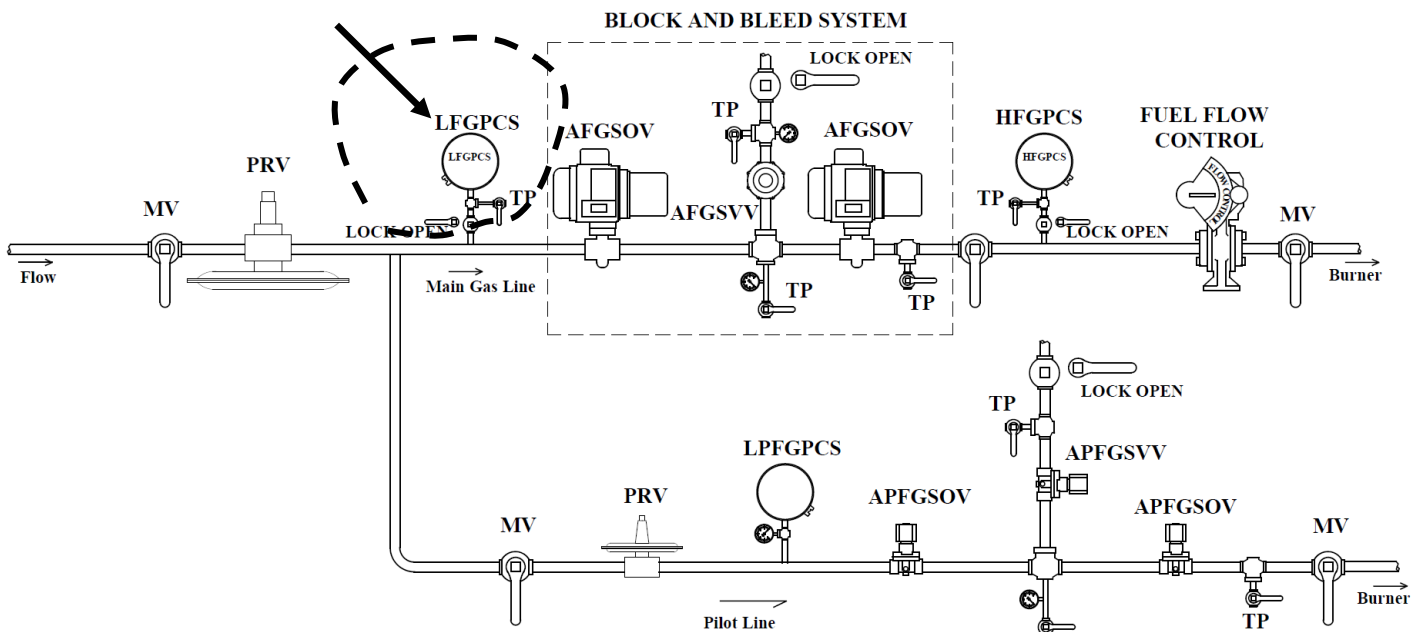 BLOCK AND BLEED SYSTEM
LOCK OPEN
LFGPCS
LFGPCS
TP
LOCK OPEN
PRV
MV
AFGSOV
TP
AFGSVV
AFGSOV
TP
TP
HFGPCS
HFGPCS
TP
LOCK OPEN
FUEL FLOW
CONTROL
FLOW CONTROL
MV
Flow
Main Gas Line
Burner
LOCK OPEN
TP
LPFGPCS
APFGSVV
PRV
APFGSOV
APFGSOV
MV
MV
Pilot Line
TP
Burner